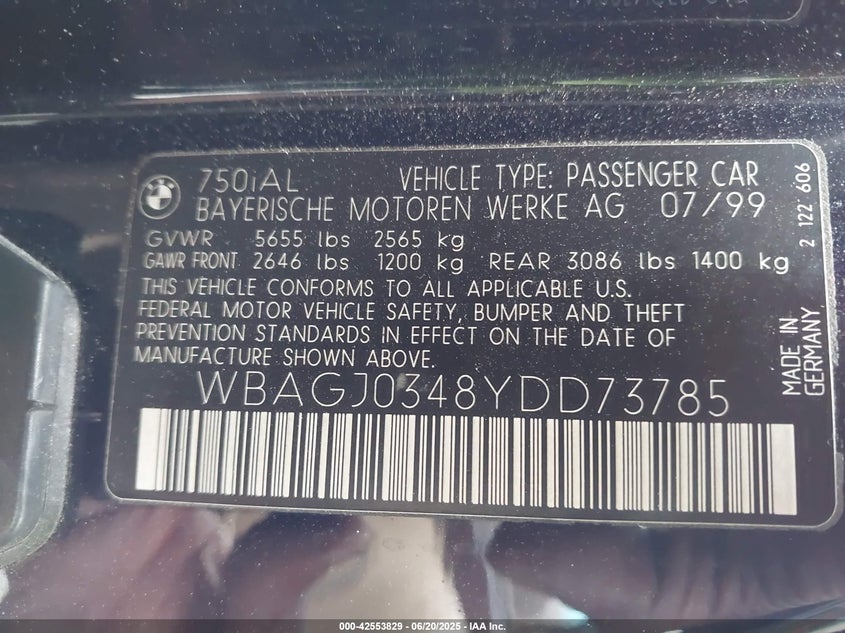 750iAL VEHICLE TYPE: PASSENGER CAR
BAYERISCHE MOTOREN WERKE AG 07/99
GVWR 5655 lbs 2565 kg
GAWR FRONT 2646 lbs 1200 kg REAR 3086 lbs 1400 kg
THIS VEHICLE CONFORMS TO ALL APPLICABLE U.S.
FEDERAL MOTOR VEHICLE SAFETY, BUMPER AND THEFT
PREVENTION STANDARDS IN EFFECT ON THE DATE OF
MANUFACTURE SHOWN ABOVE.
WBAGJ0348YDD73785
2 122 606
MADE IN
GERMANY
000-42553829 - 06/20/2025 - IAA Inc.